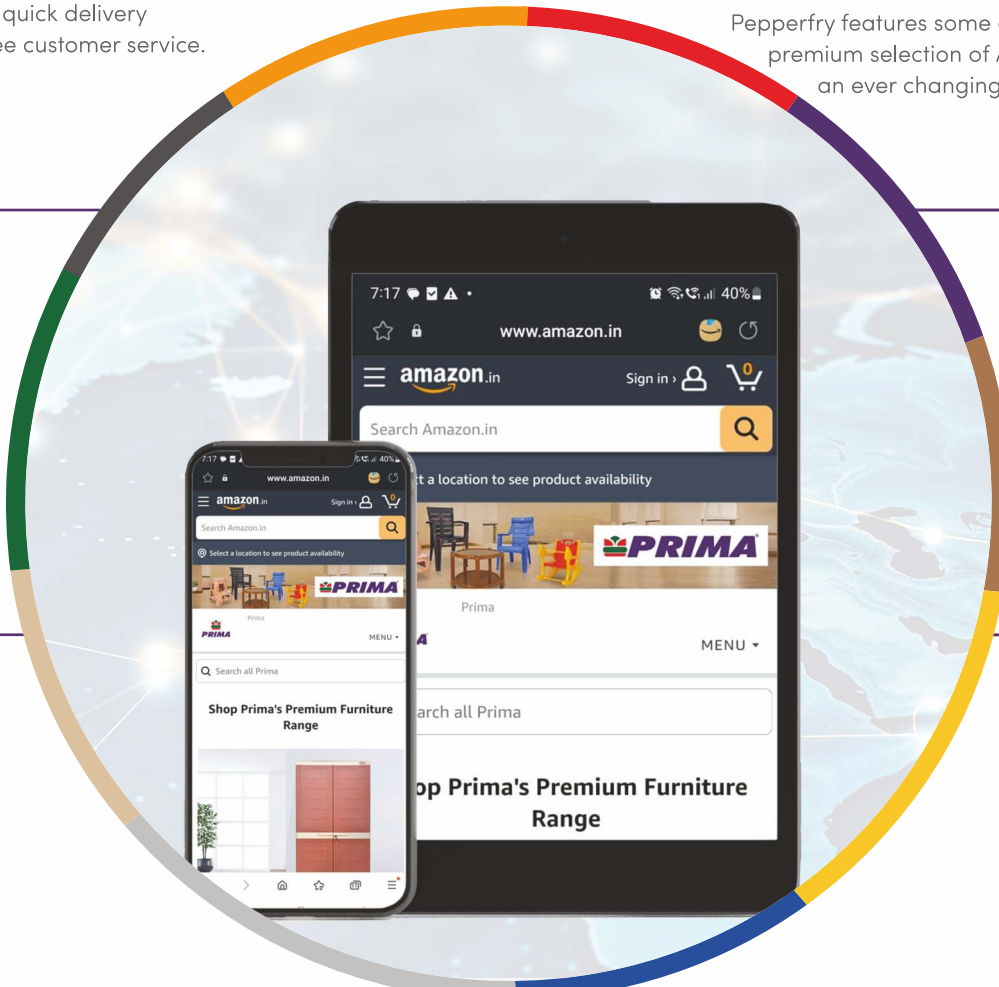 quick delivery
customer service.
Pepperfry features some
premium selection of
an ever changing
7:17
40%
www.amazon.in
amazon.in
Sign in ›
0
Search Amazon.in
a location to see product availability
PRIMA
Prima
MENU
all Prima
Prima's Premium Furniture
Range
7:17
40%
www.amazon.in
amazon.in
Sign in ›
0
Search Amazon.in
Select a location to see product availability
PRIMA
Prima
PRIMA
MENU
Search all Prima
Shop Prima's Premium Furniture
Range